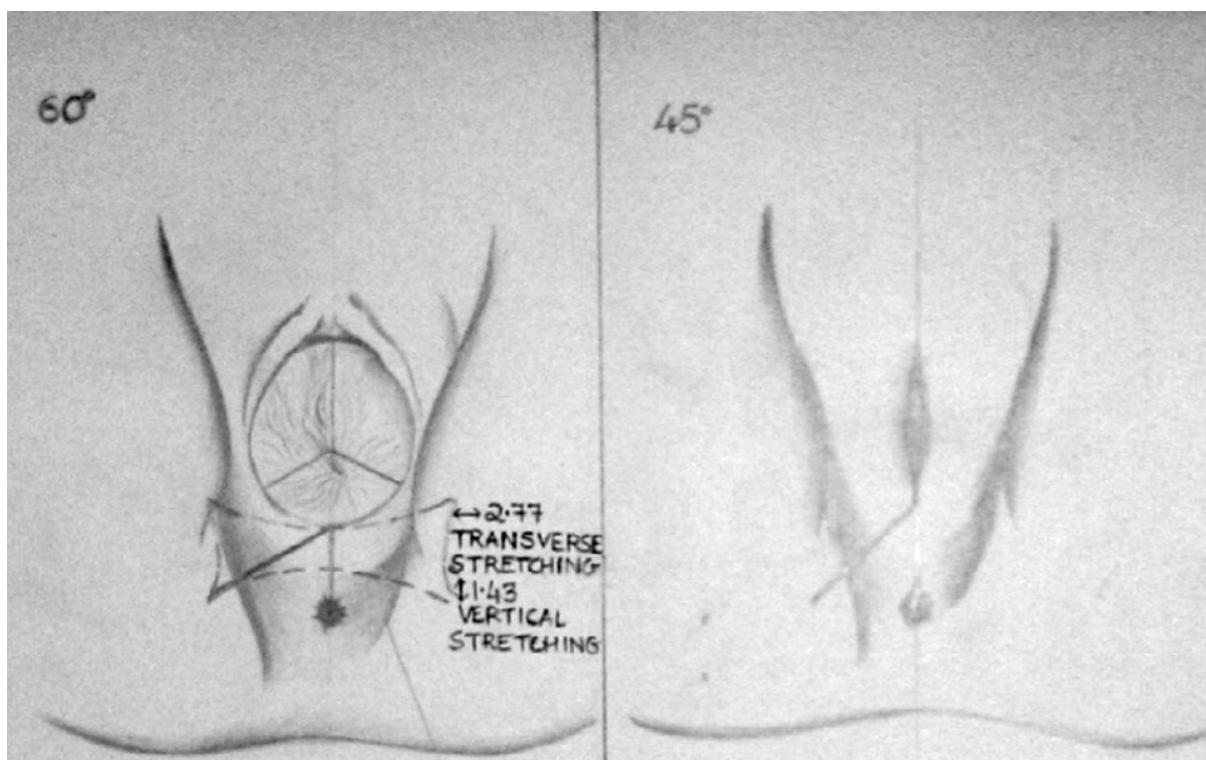 60°
45°
↔2.77
TRANSVERSE
STRETCHING
↕1.43
VERTICAL
STRETCHING